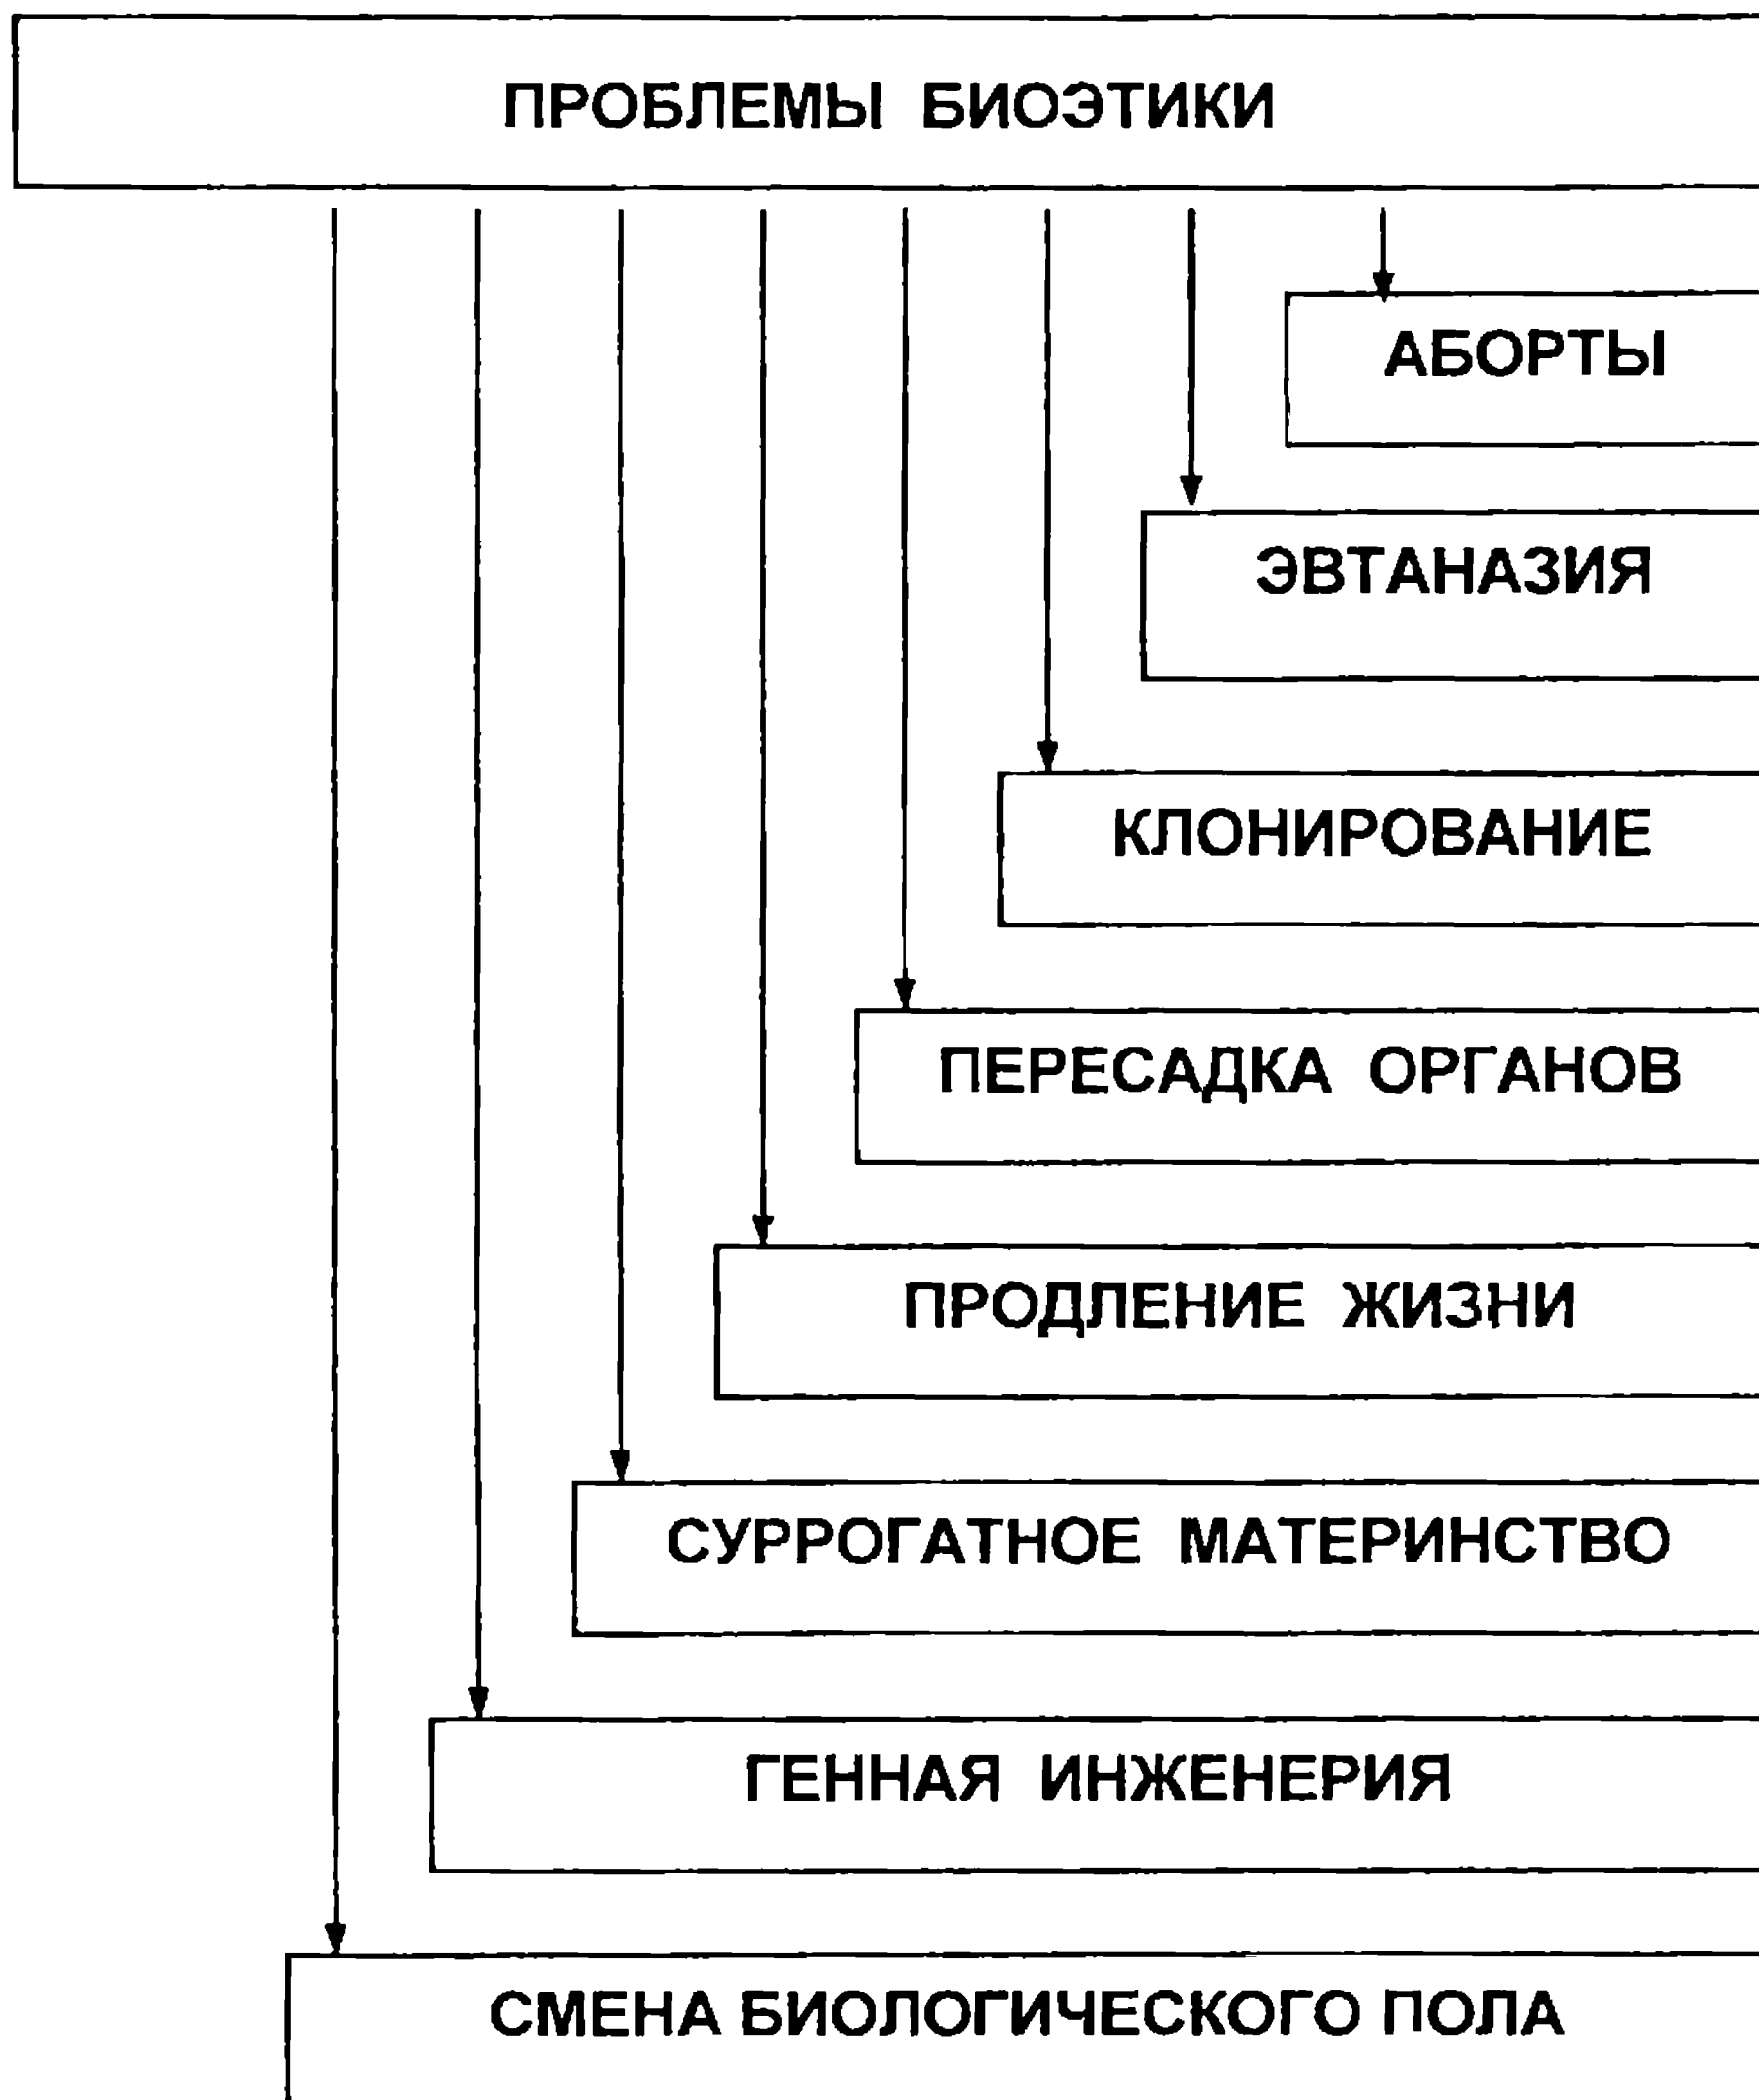 ПРОБЛЕМЫ БИОЭТИКИ
АБОРТЫ
ЭВТАНАЗИЯ
КЛОНИРОВАНИЕ
ПЕРЕСАДКА ОРГАНОВ
ПРОДЛЕНИЕ ЖИЗНИ
СУРРОГАТНОЕ МАТЕРИНСТВО
ГЕННАЯ ИНЖЕНЕРИЯ
СМЕНА БИОЛОГИЧЕСКОГО ПОЛА